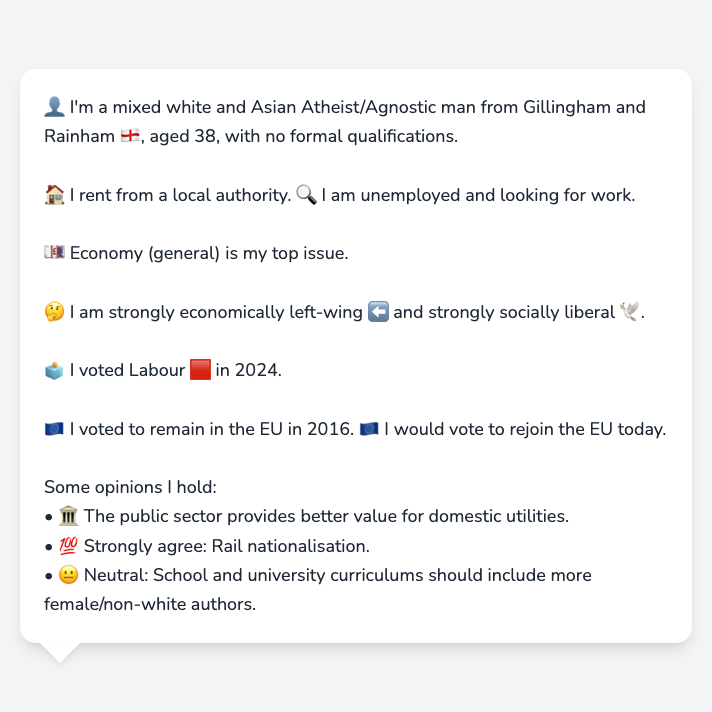 👤 I'm a mixed white and Asian Atheist/Agnostic man from Gillingham and
Rainham 🏴󠁧󠁢󠁥󠁮󠁧󠁿, aged 38, with no formal qualifications.
🏠 I rent from a local authority. 🔍 I am unemployed and looking for work.
💷 Economy (general) is my top issue.
🤔 I am strongly economically left-wing ⬅️ and strongly socially liberal 🕊️.
🗳️ I voted Labour 🟥 in 2024.
🇪🇺 I voted to remain in the EU in 2016. 🇪🇺 I would vote to rejoin the EU today.
Some opinions I hold:
• 🏛️ The public sector provides better value for domestic utilities.
• 💯 Strongly agree: Rail nationalisation.
• 😐 Neutral: School and university curriculums should include more
female/non-white authors.